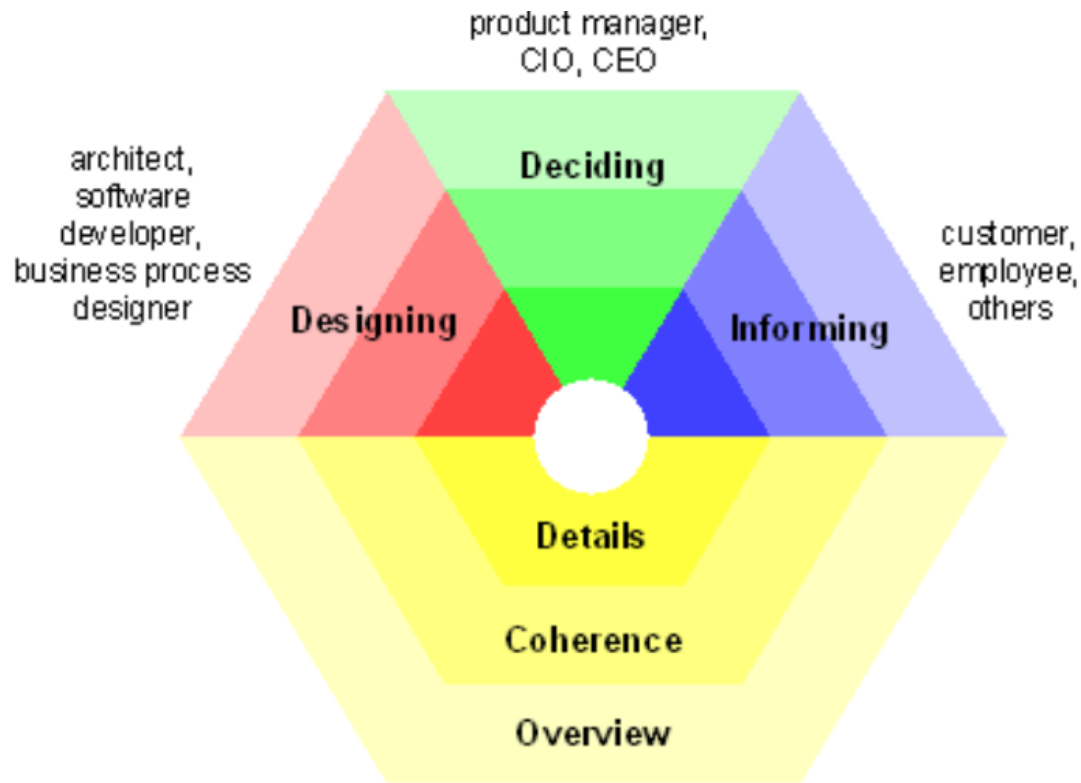 product manager,
CIO, CEO
Deciding
architect,
software
developer,
business process
designer
Designing
customer,
employee,
others
Informing
Details
Coherence
Overview